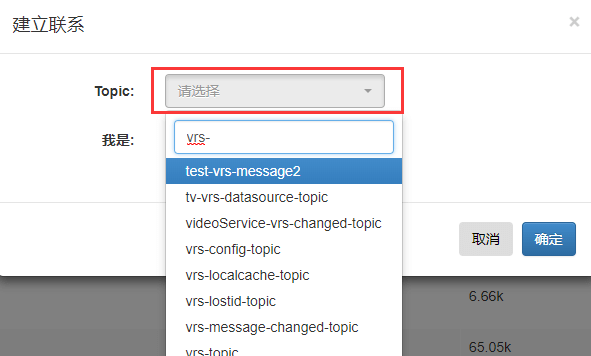 建立联系
×
Topic:
请选择
我是:
vrs-
test-vrs-message2
tv-vrs-datasource-topic
videoService-vrs-changed-topic
vrs-config-topic
vrs-localcache-topic
vrs-lostid-topic
vrs-message-changed-topic
vrs-topic
取消
确定
6.66k
65.05k